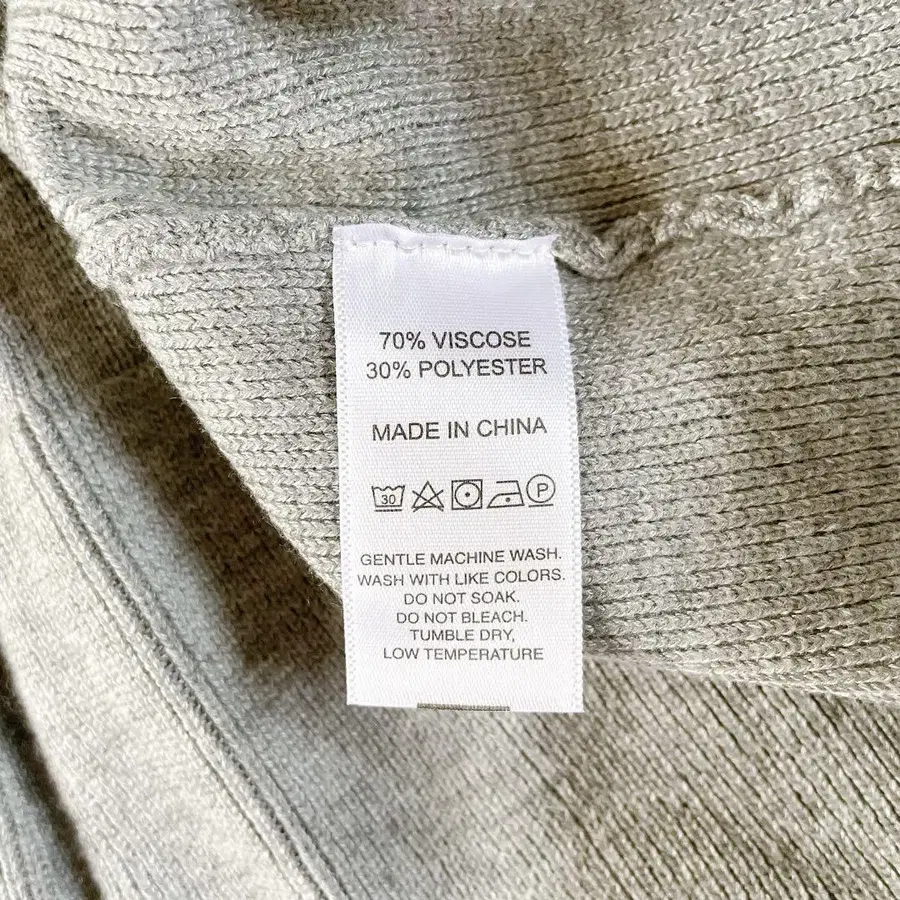 70% VISCOSE
30% POLYESTER
MADE IN CHINA
30 P
GENTLE MACHINE WASH.
WASH WITH LIKE COLORS.
DO NOT SOAK.
DO NOT BLEACH.
TUMBLE DRY,
LOW TEMPERATURE